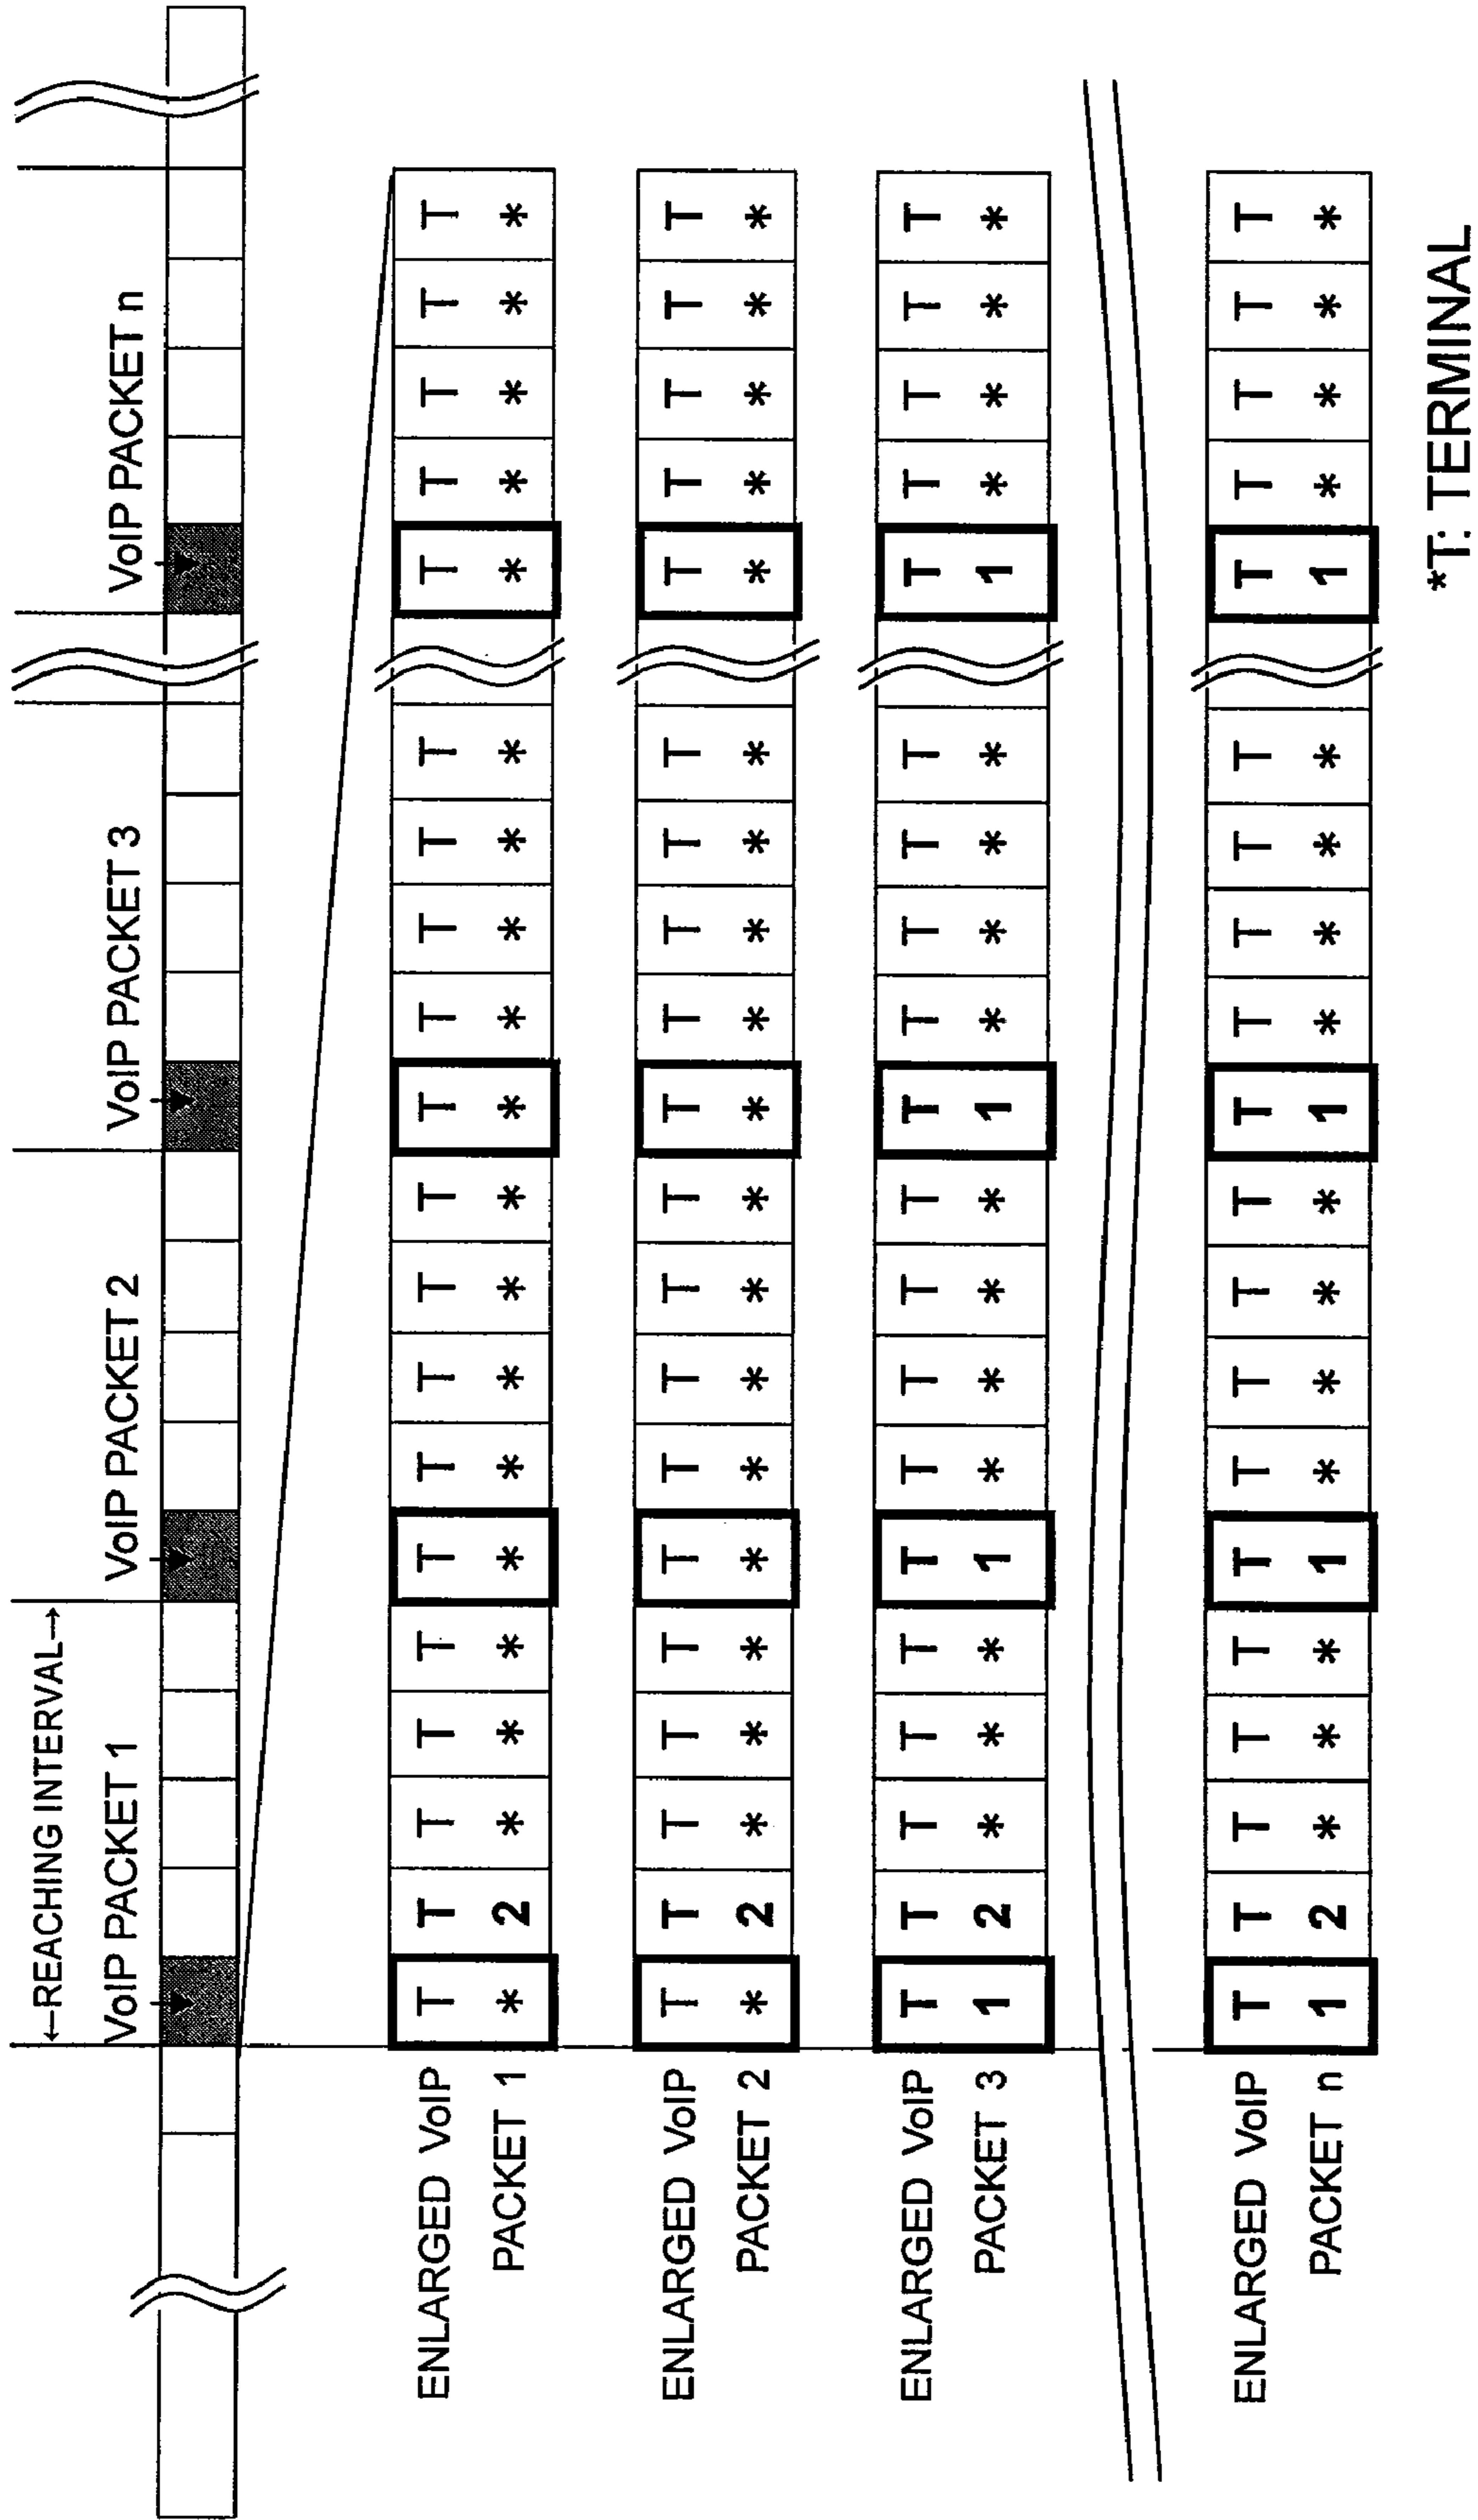 ←REACHING INTERVAL→
VoIP PACKET 1 VoIP PACKET 2 VoIP PACKET 3 VoIP PACKET n
ENLARGED VoIP T T T T T T T T T T T T T T T T T T T T
PACKET 1 * 2 * * * * * * * * * * * * * * * * * *
ENLARGED VoIP T T T T T T T T T T T T T T T T T T T T
PACKET 2 * 2 * * * * * * * * * * * * * * * * * *
ENLARGED VoIP T T T T T T T T T T T T T T T T T T T T
PACKET 3 1 2 * * * 1 * * * * 1 * * * * 1 * * * *
ENLARGED VoIP T T T T T T T T T T T T T T T T T T T T
PACKET n 1 2 * * * 1 * * * * 1 * * * * 1 * * * *
*T: TERMINAL